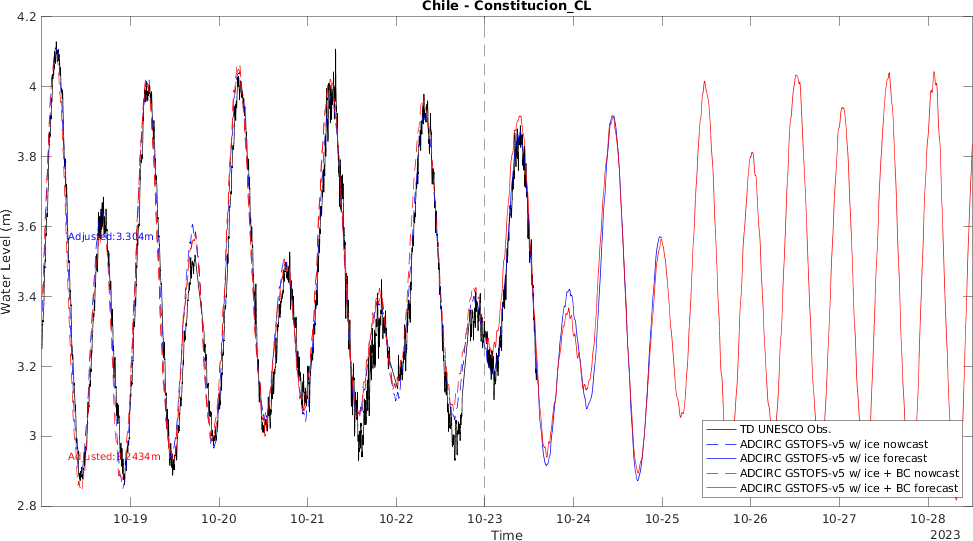 Chile - Constitucion_CL
Water Level (m)
4.2
4
3.8
3.6
3.4
3.2
3
2.8
Adjusted:3.304m
TD UNESCO Obs.
ADCIRC GSTOFS-v5 w/ ice nowcast
ADCIRC GSTOFS-v5 w/ ice forecast
ADCIRC GSTOFS-v5 w/ ice + BC nowcast
ADCIRC GSTOFS-v5 w/ ice + BC forecast
10-19
10-20
10-21
10-22
10-23
10-24
10-25
10-26
10-27
10-28
Time
2023